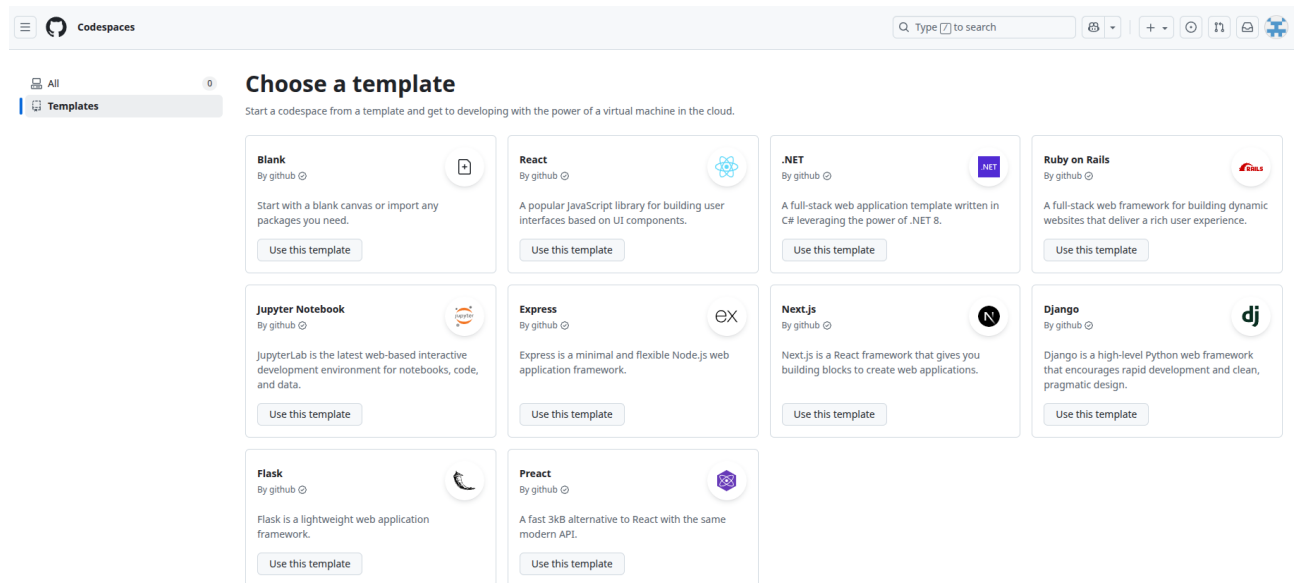 Codespaces
Type / to search
All
0
Templates
Choose a template
Start a codespace from a template and get to developing with the power of a virtual machine in the cloud.
Blank
By github
Start with a blank canvas or import any
packages you need.
Use this template
React
By github
A popular JavaScript library for building user
interfaces based on UI components.
Use this template
.NET
By github
.NET
A full-stack web application template written in
C# leveraging the power of .NET 8.
Use this template
Ruby on Rails
By github
RAILS
A full-stack web framework for building dynamic
websites that deliver a rich user experience.
Use this template
Jupyter Notebook
By github
jupyter
JupyterLab is the latest web-based interactive
development environment for notebooks, code,
and data.
Use this template
Express
By github
ex
Express is a minimal and flexible Node.js web
application framework.
Use this template
Next.js
By github
N
Next.js is a React framework that gives you
building blocks to create web applications.
Use this template
Django
By github
dj
Django is a high-level Python web framework
that encourages rapid development and clean,
pragmatic design.
Use this template
Flask
By github
Flask is a lightweight web application
framework.
Use this template
Preact
By github
A fast 3kB alternative to React with the same
modern API.
Use this template